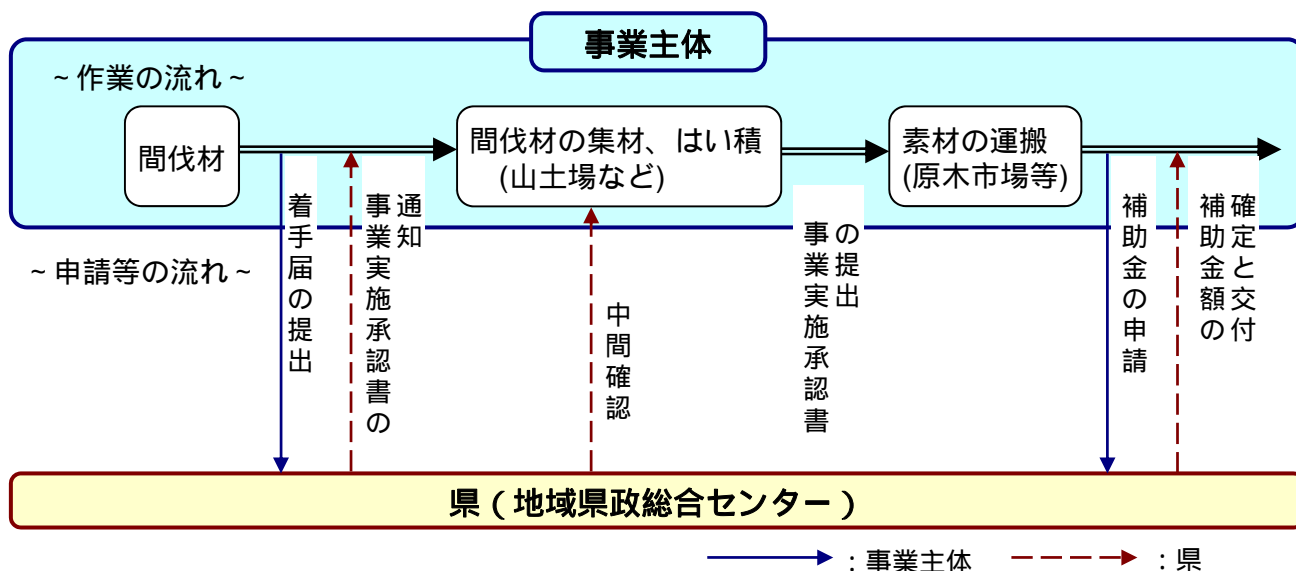 事業主体
~ 作業の流れ ~
間伐材
間伐材の集材、はい積
(山土場など)
素材の運搬
(原木市場等)
~ 申請等の流れ ~
着手届の提出
事業実施承認書の
通知
中間確認
事業実施承認書
の提出
補助金の申請
補助金額の
確定と交付
県（地域県政総合センター）
：事業主体
：県